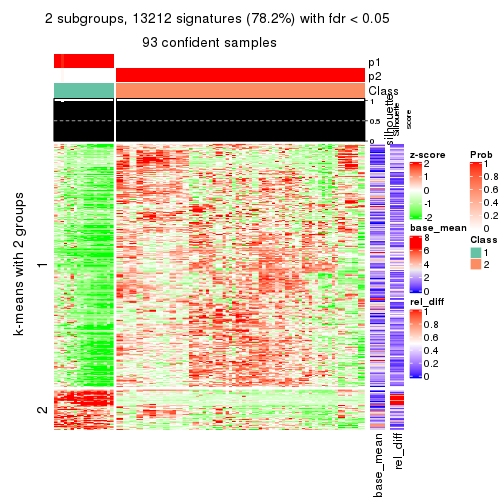 2 subgroups, 13212 signatures (78.2%) with fdr < 0.05
93 confident samples
p1
p2
Class
1
0.5
0
silhouette
Silhouette
score
k-means with 2 groups
1
2
base_mean
rel_diff
z-score
2
1
0
-1
-2
base_mean
8
6
4
2
0
rel_diff
1
0.8
0.6
0.4
0.2
0
Prob
1
0.8
0.6
0.4
0.2
0
Class
1
2